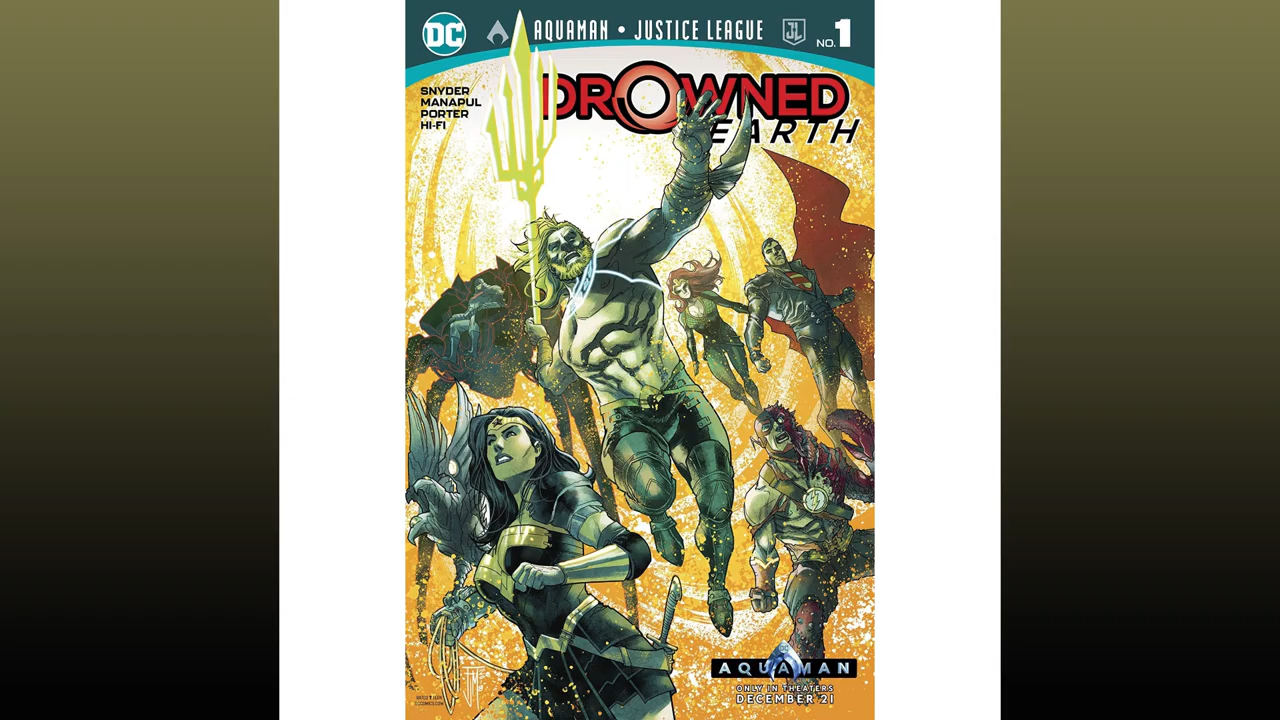 DC
AQUAMAN • JUSTICE LEAGUE
JL
NO.1
SNYDER
MANAPUL
PORTER
HI-FI
DROWNED
EARTH
AQUAMAN
ONLY IN THEATERS
DECEMBER 21